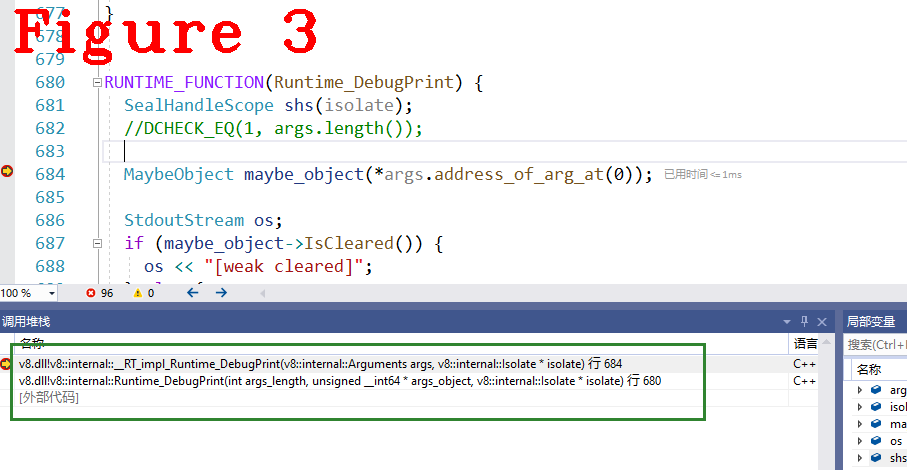 Figure 3
677 }
678
679
680 RUNTIME_FUNCTION(Runtime_DebugPrint) {
681 SealHandleScope shs(isolate);
682 //DCHECK_EQ(1, args.length());
683
684 MaybeObject maybe_object(*args.address_of_arg_at(0)); 已用时间 <= 1ms
685
686 StdoutStream os;
687 if (maybe_object->IsCleared()) {
688 os << "[weak cleared]";
100 % 96 0
调用堆栈
名称 语言
v8.dll!v8::internal::__RT_impl_Runtime_DebugPrint(v8::internal::Arguments args, v8::internal::Isolate * isolate) 行 684 C++
v8.dll!v8::internal::Runtime_DebugPrint(int args_length, unsigned __int64 * args_object, v8::internal::Isolate * isolate) 行 680 C++
[外部代码]
局部变量
搜索(Ctrl+
名称
arg
isol
ma
os
shs